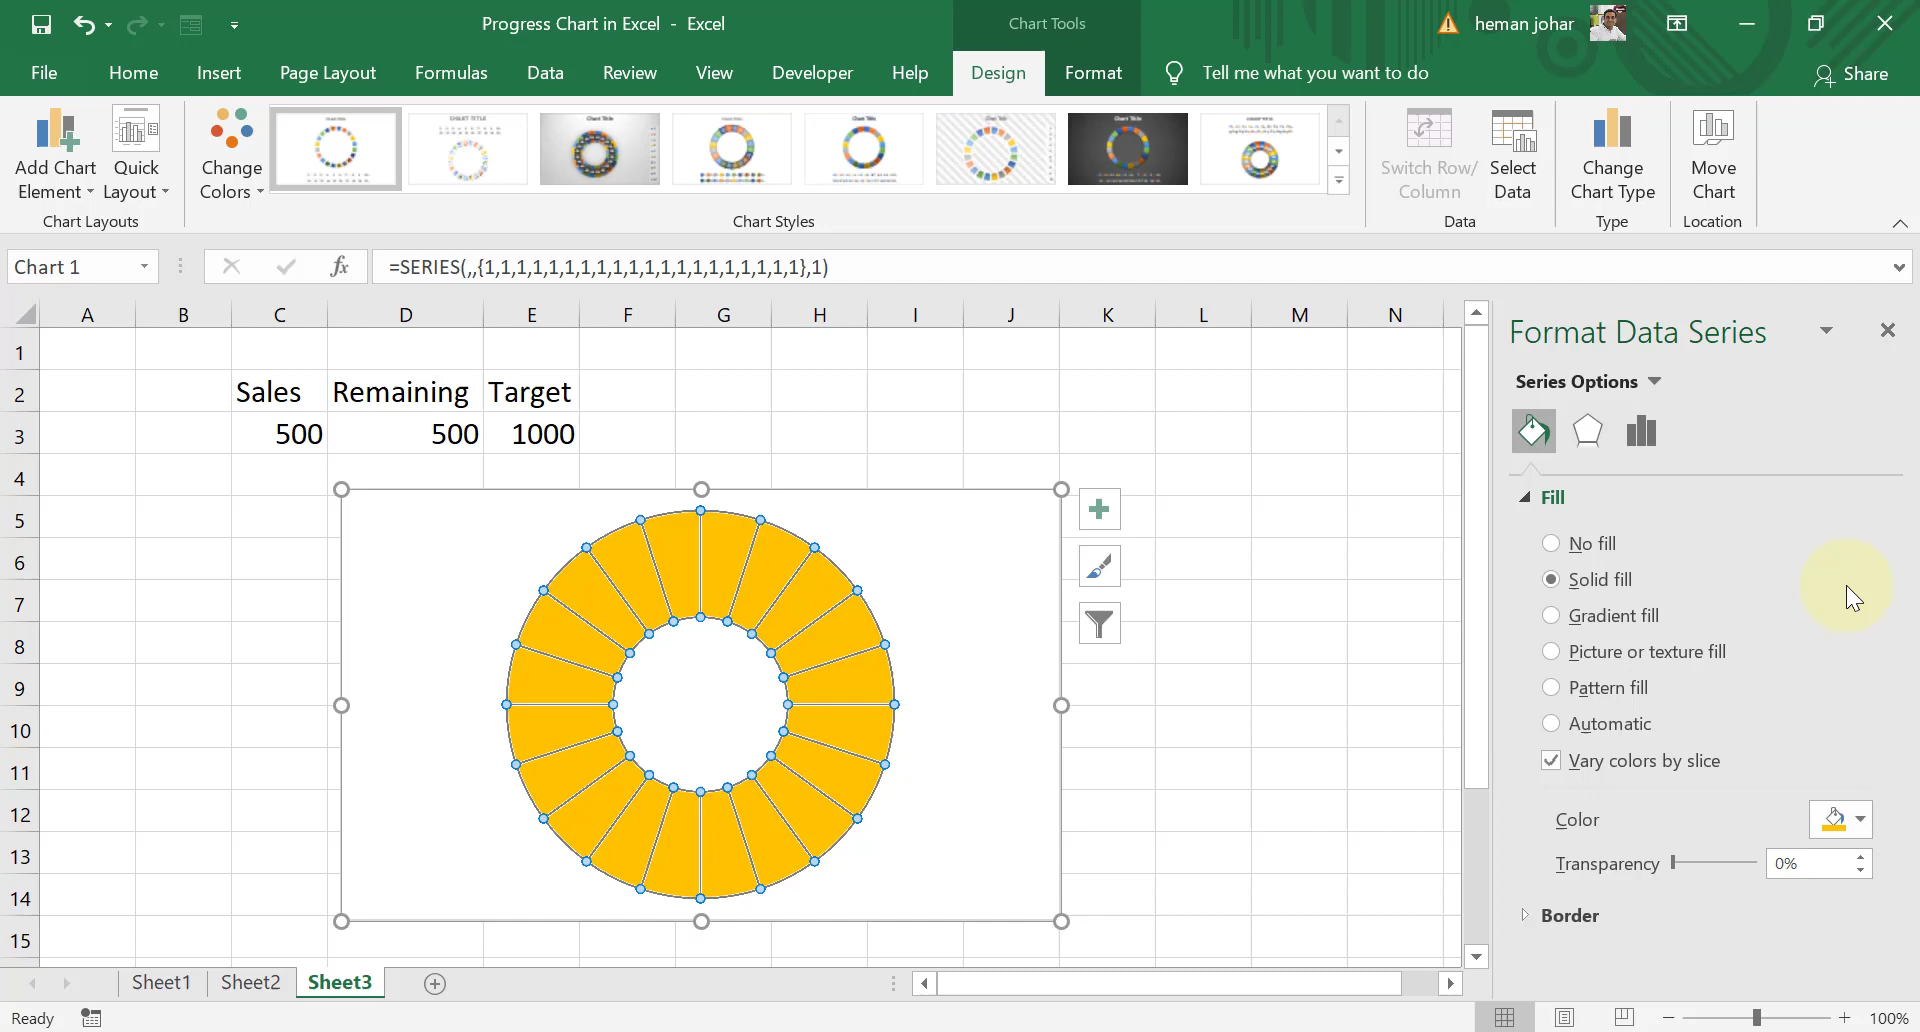 Progress Chart in Excel - Excel
Chart Tools
heman johar
File Home Insert Page Layout Formulas Data Review View Developer Help Design Format Tell me what you want to do Share
Add Chart Element
Quick Layout
Change Colors
Switch Row/ Column
Select Data
Change Chart Type
Move Chart
Chart Layouts
Chart Styles
Data
Type
Location
Chart 1
fx
=SERIES(,,{1,1,1,1,1,1,1,1,1,1,1,1,1,1,1,1,1,1,1,1},1)
A B C D E F G H I J K L M N
1
2 Sales Remaining Target
3 500 500 1000
4
5
6
7
8
9
10
11
12
13
14
15
Format Data Series
Series Options
Fill
No fill
Solid fill
Gradient fill
Picture or texture fill
Pattern fill
Automatic
Vary colors by slice
Color
Transparency 0%
Border
Sheet1 Sheet2 Sheet3
Ready
100%